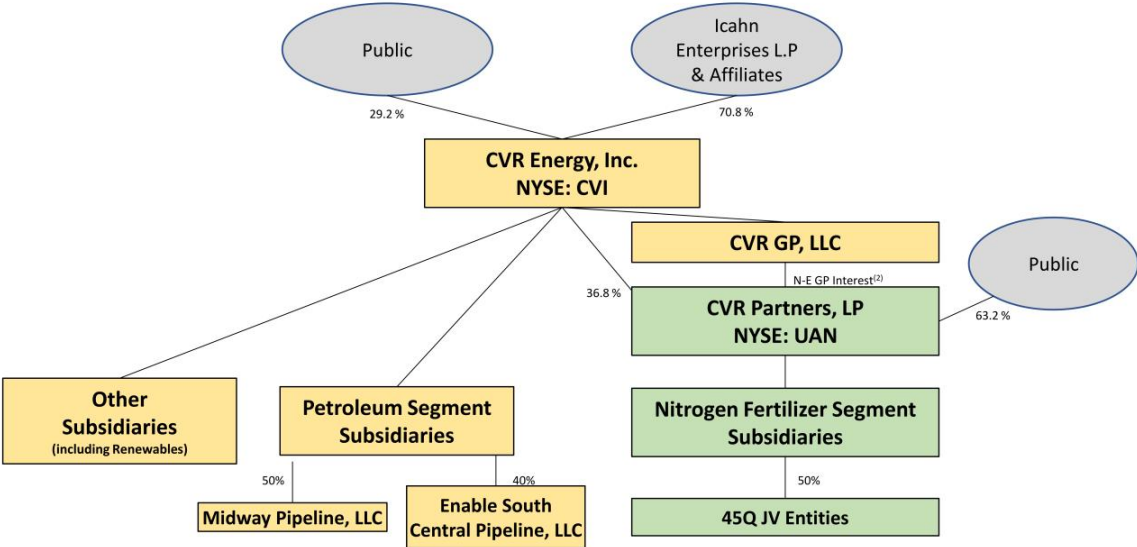 Public
Icahn
Enterprises L.P
& Affiliates
29.2 %
70.8 %
CVR Energy, Inc.
NYSE: CVI
CVR GP, LLC
Public
N-E GP Interest(2)
36.8 %
CVR Partners, LP
NYSE: UAN
63.2 %
Other
Subsidiaries
(including Renewables)
Petroleum Segment
Subsidiaries
Nitrogen Fertilizer Segment
Subsidiaries
50%
40%
50%
Midway Pipeline, LLC
Enable South
Central Pipeline, LLC
45Q JV Entities